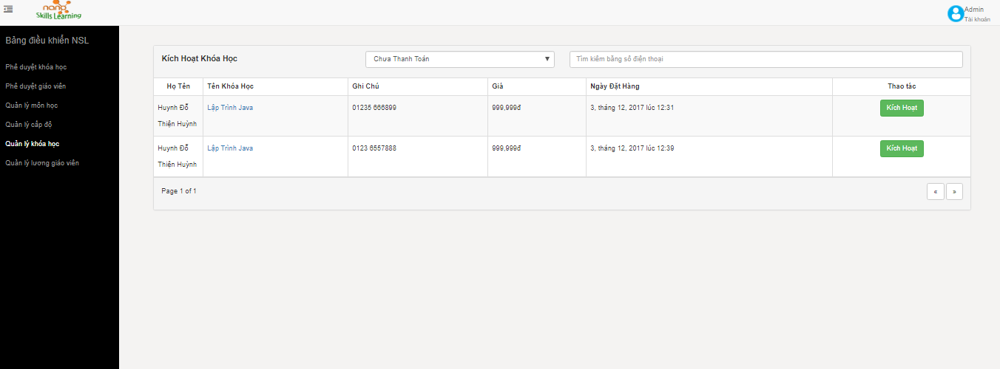 nano
Skills Learning
Admin
Tài khoản
Bảng điều khiển NSL
Phê duyệt khóa học
Phê duyệt giáo viên
Quản lý môn học
Quản lý cấp độ
Quản lý khóa học
Quản lý lương giáo viên
Kích Hoạt Khóa Học
Chưa Thanh Toán
Tìm kiếm bằng số điện thoại
Họ Tên Tên Khóa Học Ghi Chú Giá Ngày Đặt Hàng Thao tác
Huynh Đỗ Lập Trình Java 01235 666899 999,999đ 3, tháng 12, 2017 lúc 12:31 Kích Hoạt
Thiện Huỳnh
Huynh Đỗ Lập Trình Java 0123 6557888 999,999đ 3, tháng 12, 2017 lúc 12:39 Kích Hoạt
Thiện Huỳnh
Page 1 of 1 « »